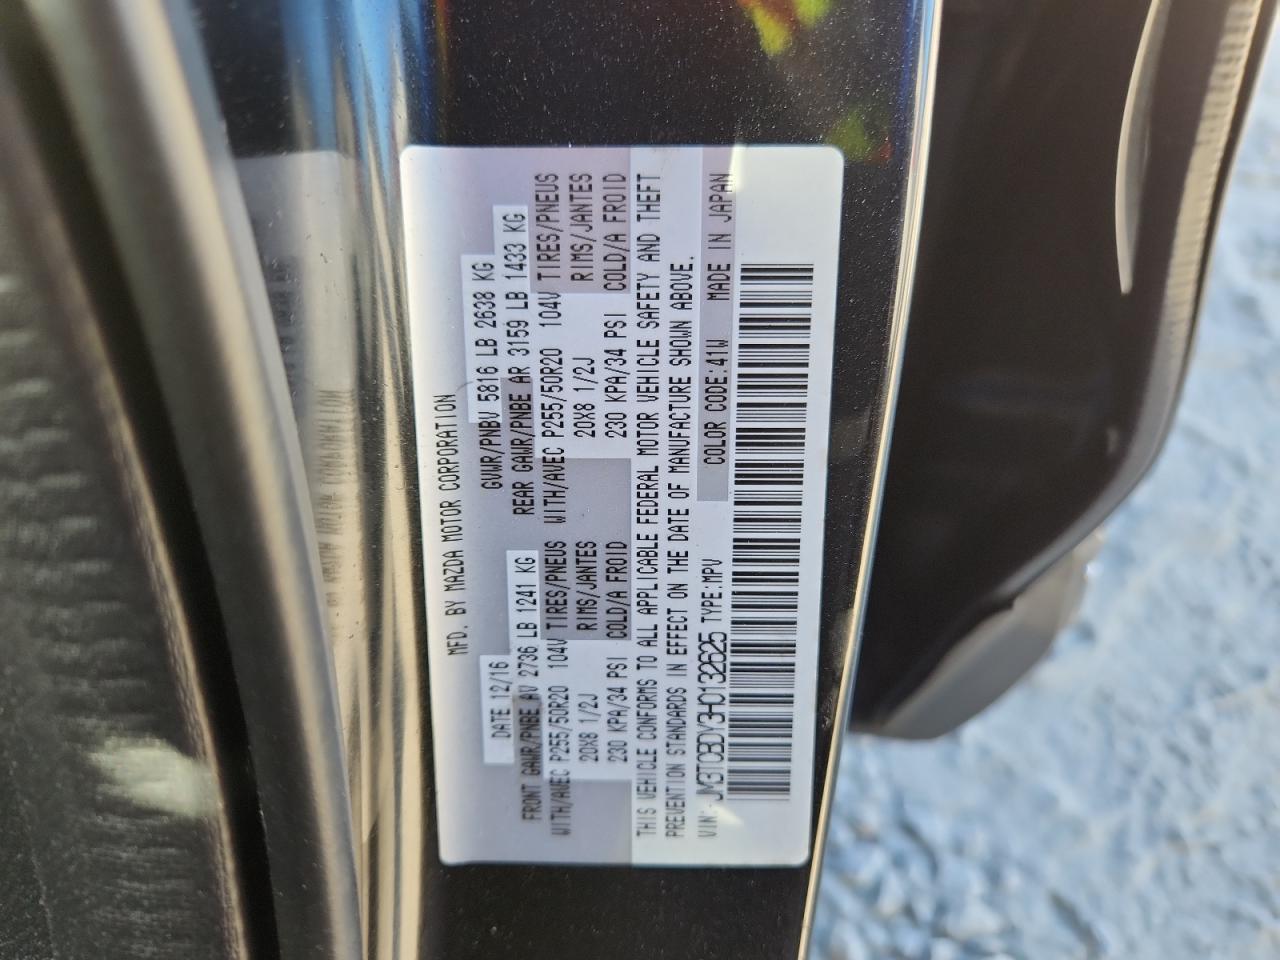 MFD. BY MAZDA MOTOR CORPORATION
DATE 12/16 GVWR/PNBV 5816 LB 2638 KG
FRONT GAWR/PNBE AV 2736 LB 1241 KG REAR GAWR/PNBE AR 3159 LB 1433 KG
WITH/AVEC P255/50R20 104V TIRES/PNEUS WITH/AVEC P255/50R20 104V TIRES/PNEUS
20X8 1/2J RIMS/JANTES 20X8 1/2J RIMS/JANTES
230 KPA/34 PSI COLD/A FROID 230 KPA/34 PSI COLD/A FROID
THIS VEHICLE CONFORMS TO ALL APPLICABLE FEDERAL MOTOR VEHICLE SAFETY AND THEFT
PREVENTION STANDARDS IN EFFECT ON THE DATE OF MANUFACTURE SHOWN ABOVE.
VIN: JM3TCBDY3H0132625 TYPE:MPV COLOR CODE:41W MADE IN JAPAN